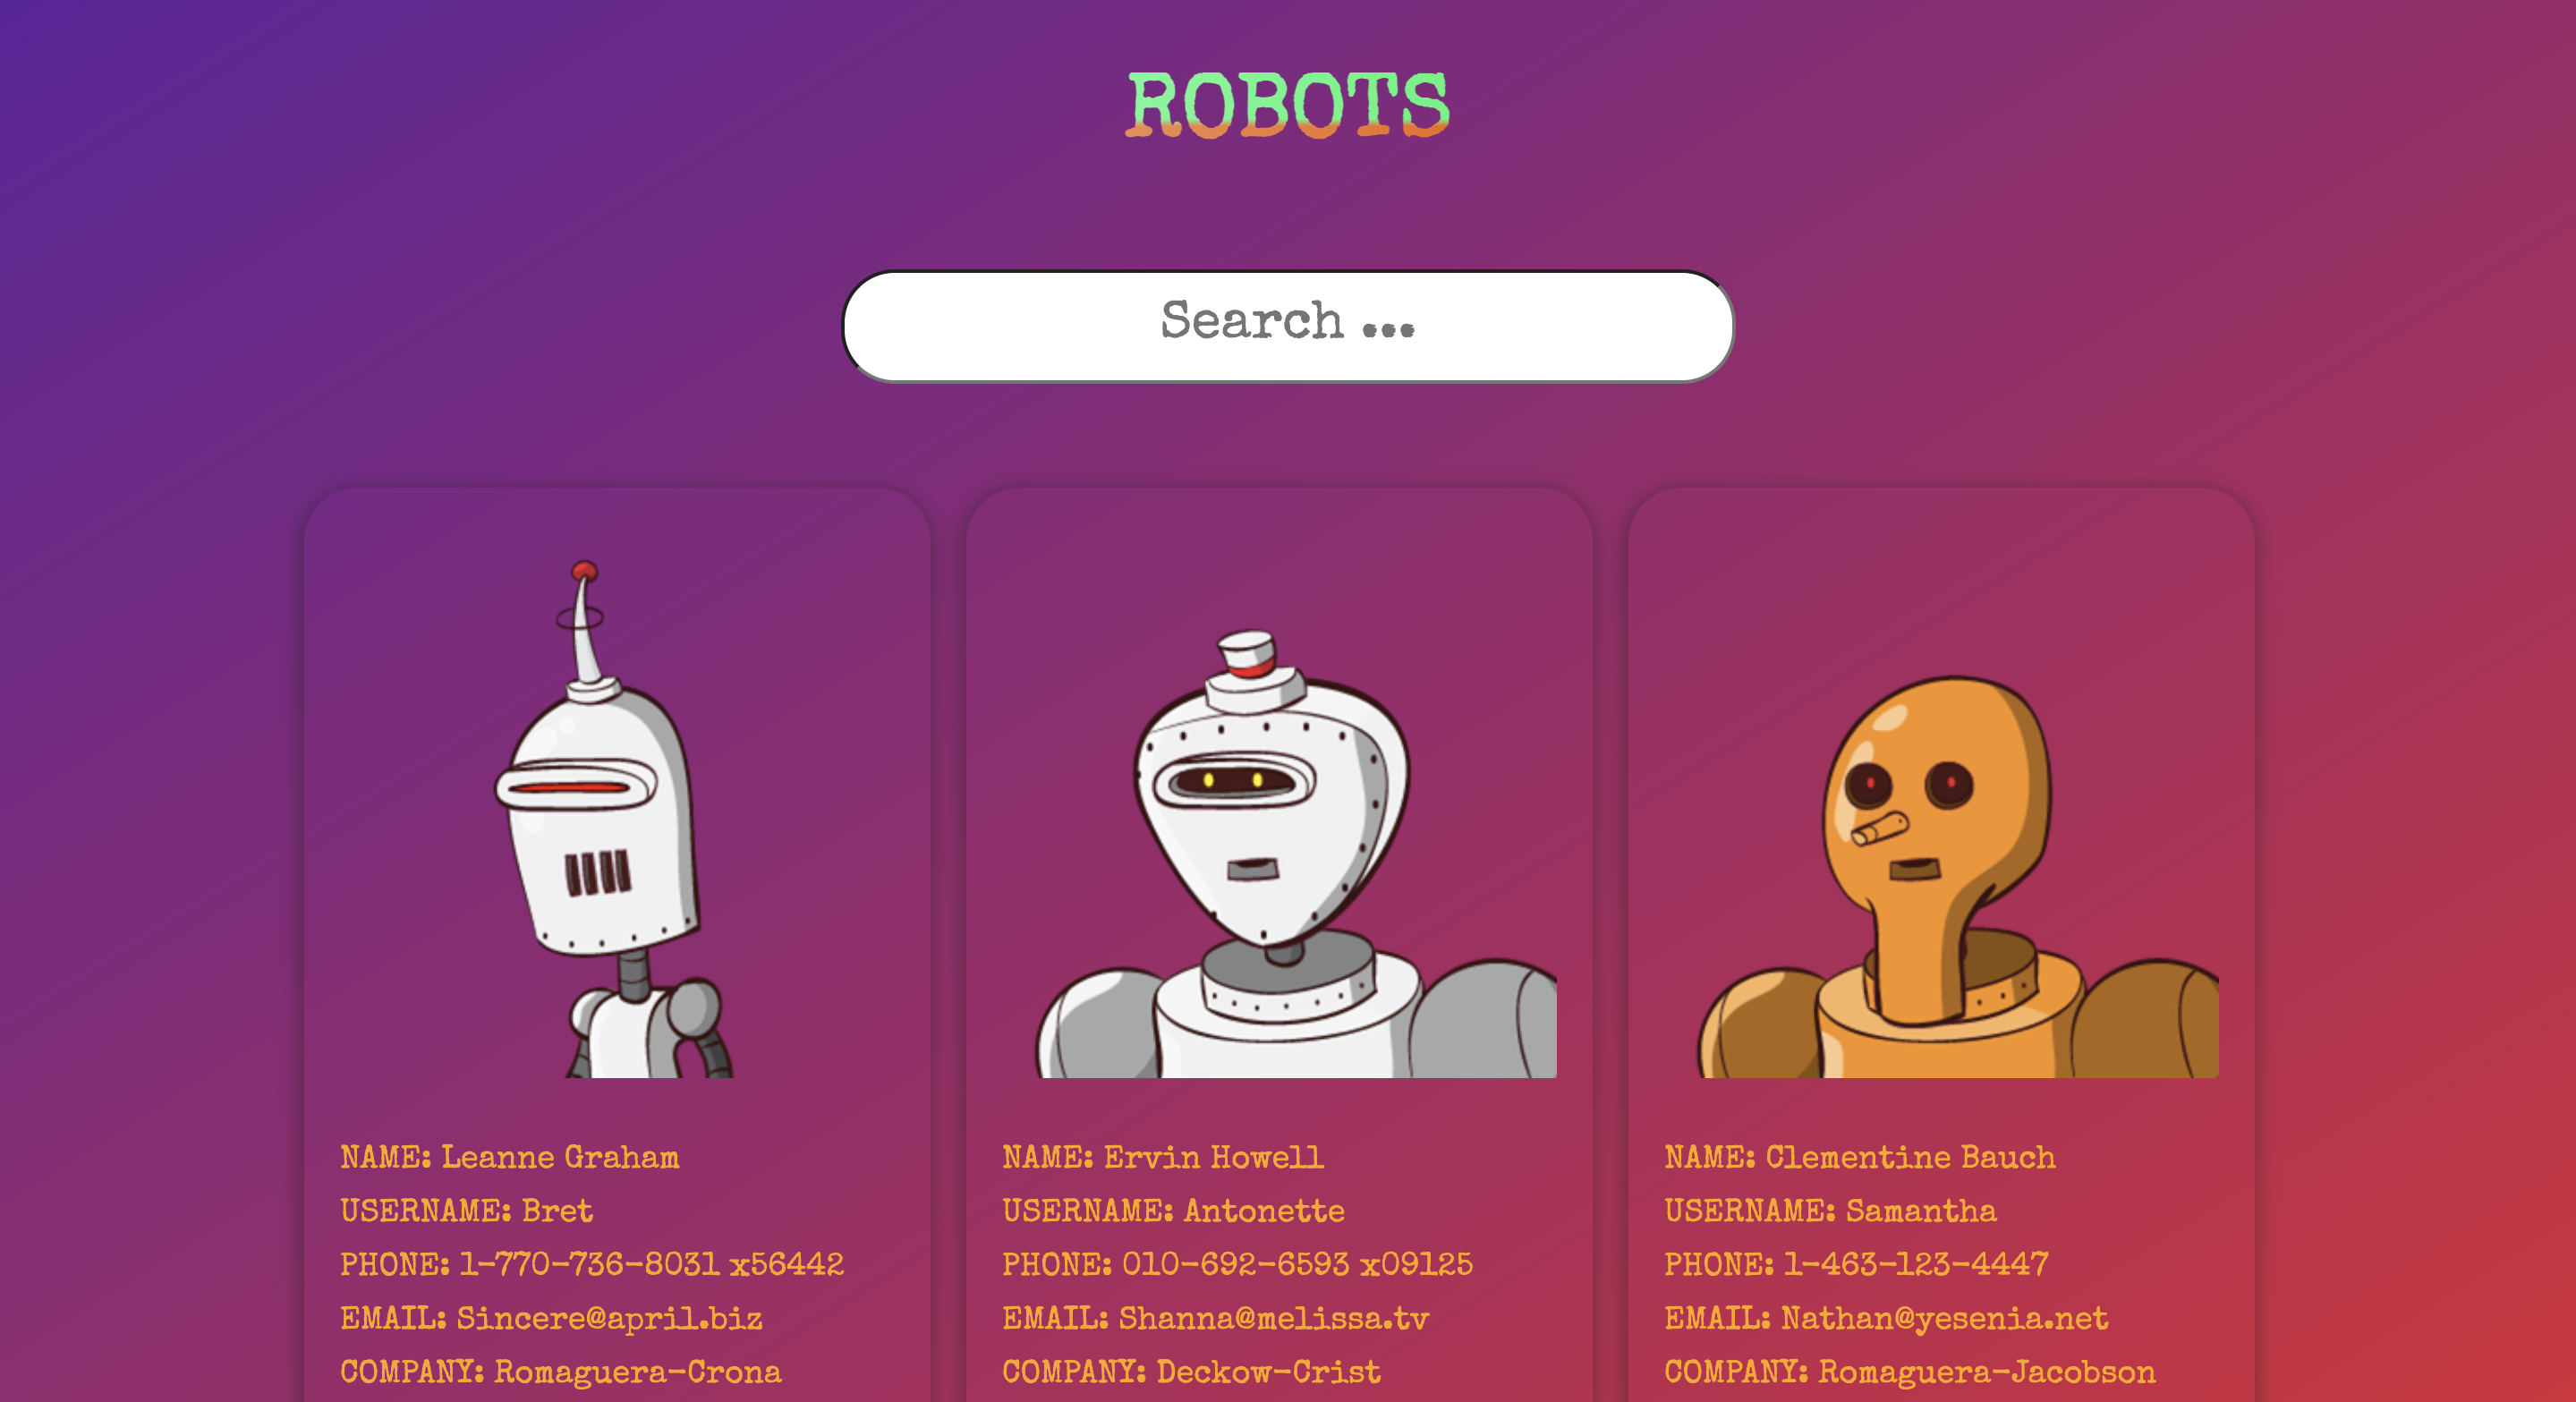 ROBOTS
Search ...
NAME: Leanne Graham
USERNAME: Bret
PHONE: 1-770-736-8031 x56442
EMAIL: Sincere@april.biz
COMPANY: Romaguera-Crona
NAME: Ervin Howell
USERNAME: Antonette
PHONE: 010-692-6593 x09125
EMAIL: Shanna@melissa.tv
COMPANY: Deckow-Crist
NAME: Clementine Bauch
USERNAME: Samantha
PHONE: 1-463-123-4447
EMAIL: Nathan@yesenia.net
COMPANY: Romaguera-Jacobson